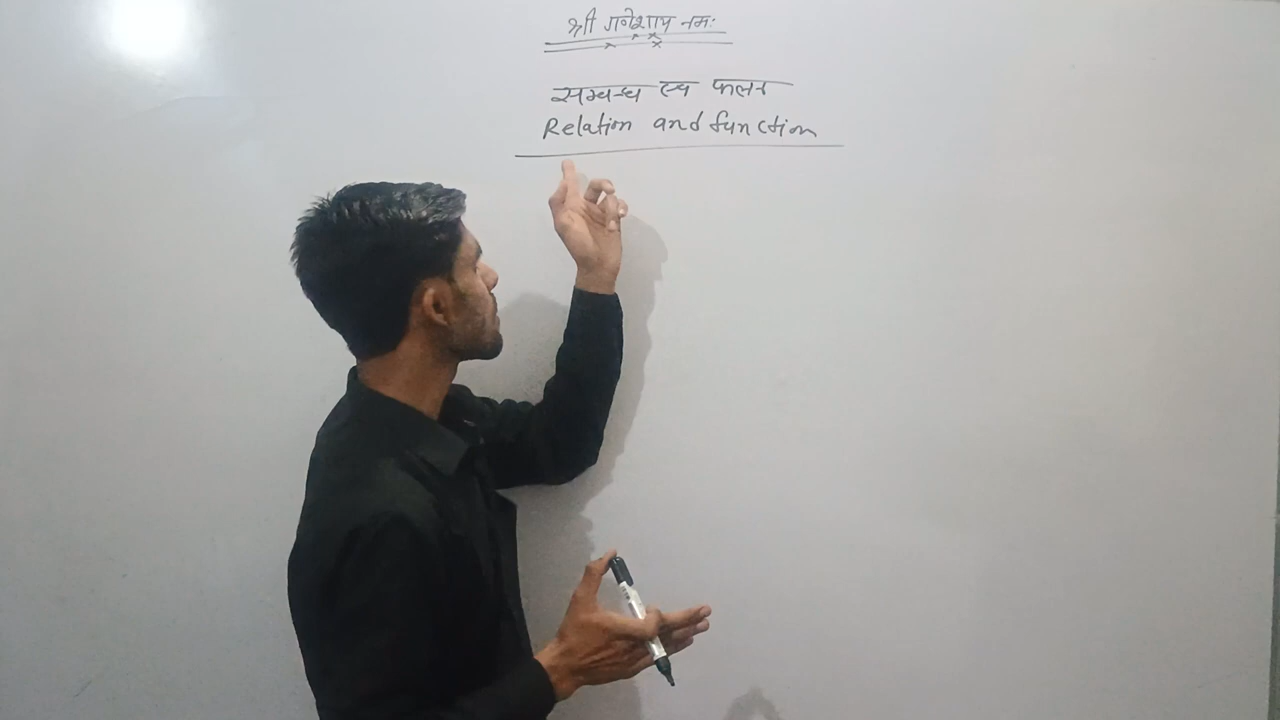 श्री गणेशाय नमः
सम्बन्ध एवं फलन
Relation and function